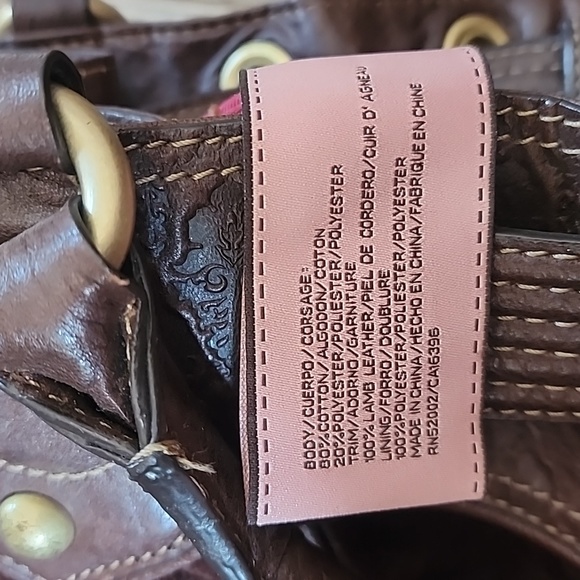 BODY/CUERPO/CORSAGE:
80%COTTON/ALGODON/COTON
20%POLYESTER/POLIESTER/POLYESTER
TRIM/ADORNO/GARNITURE
100% LAMB LEATHER/PIEL DE CORDERO/CUIR D' AGNEAU
LINING/FORRO/DOUBLURE
100%POLYESTER/POLIESTER/POLYESTER
MADE IN CHINA/HECHO EN CHINA/FABRIQUE EN CHINE
RN52002/CA16396